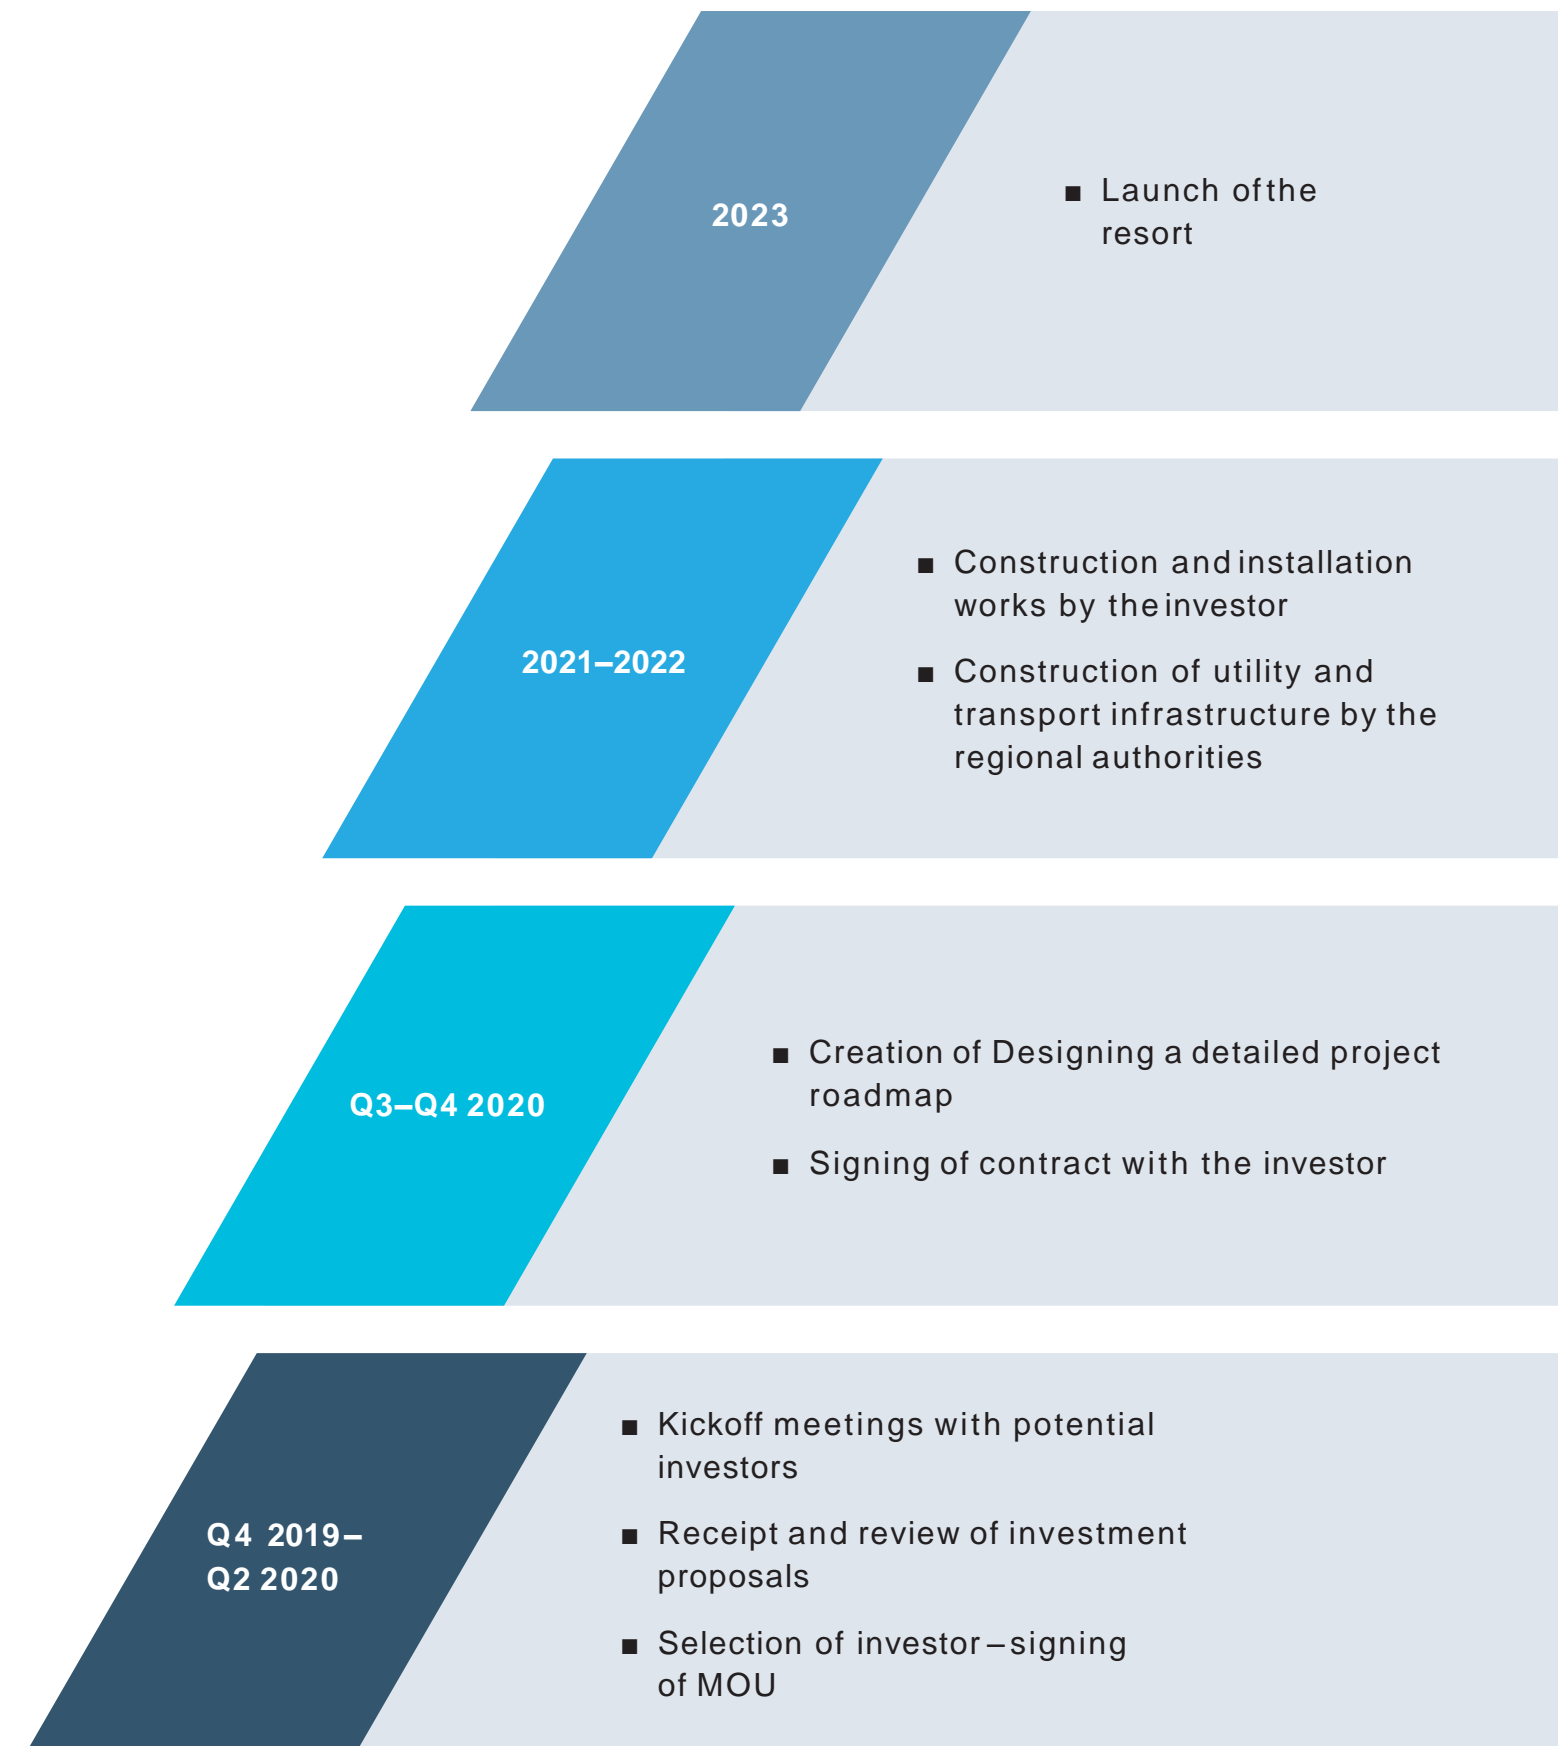 2023
■ Launch of the
resort
2021–2022
■ Construction and installation
works by the investor
■ Construction of utility and
transport infrastructure by the
regional authorities
Q3–Q4 2020
■ Creation of Designing a detailed project
roadmap
■ Signing of contract with the investor
Q4 2019–
Q2 2020
■ Kickoff meetings with potential
investors
■ Receipt and review of investment
proposals
■ Selection of investor – signing
of MOU